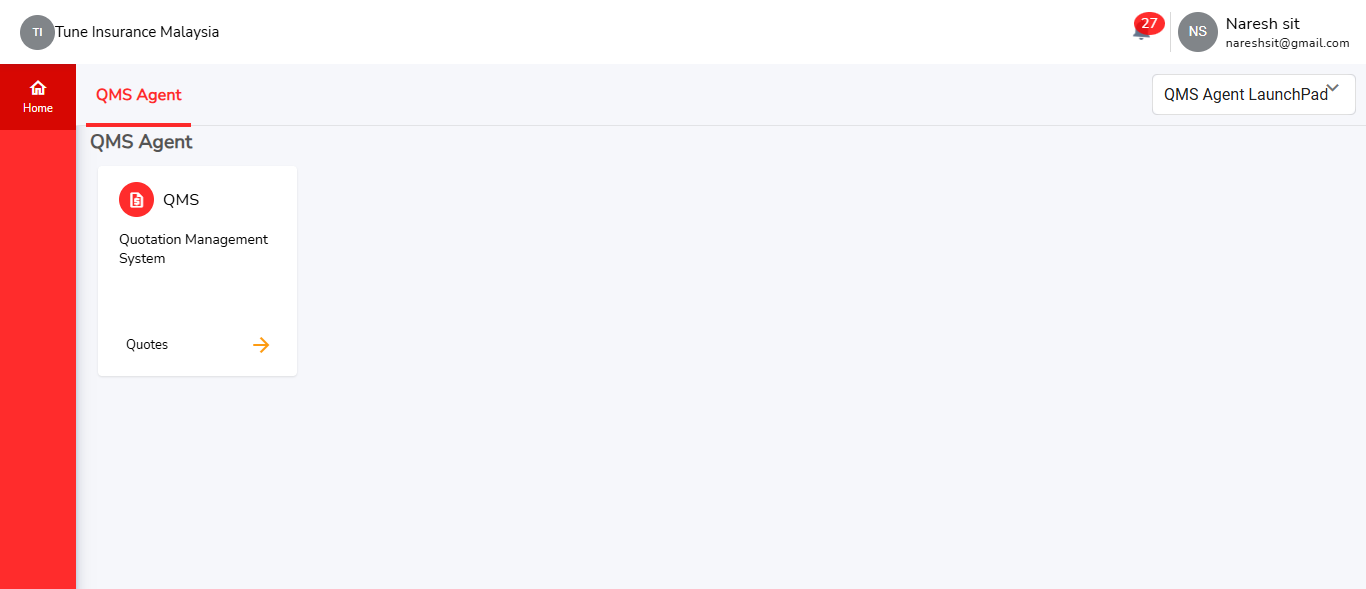 TI Tune Insurance Malaysia
27
NS
Naresh sit
nareshsit@gmail.com
Home
QMS Agent
QMS Agent LaunchPad
QMS Agent
QMS
Quotation Management
System
Quotes